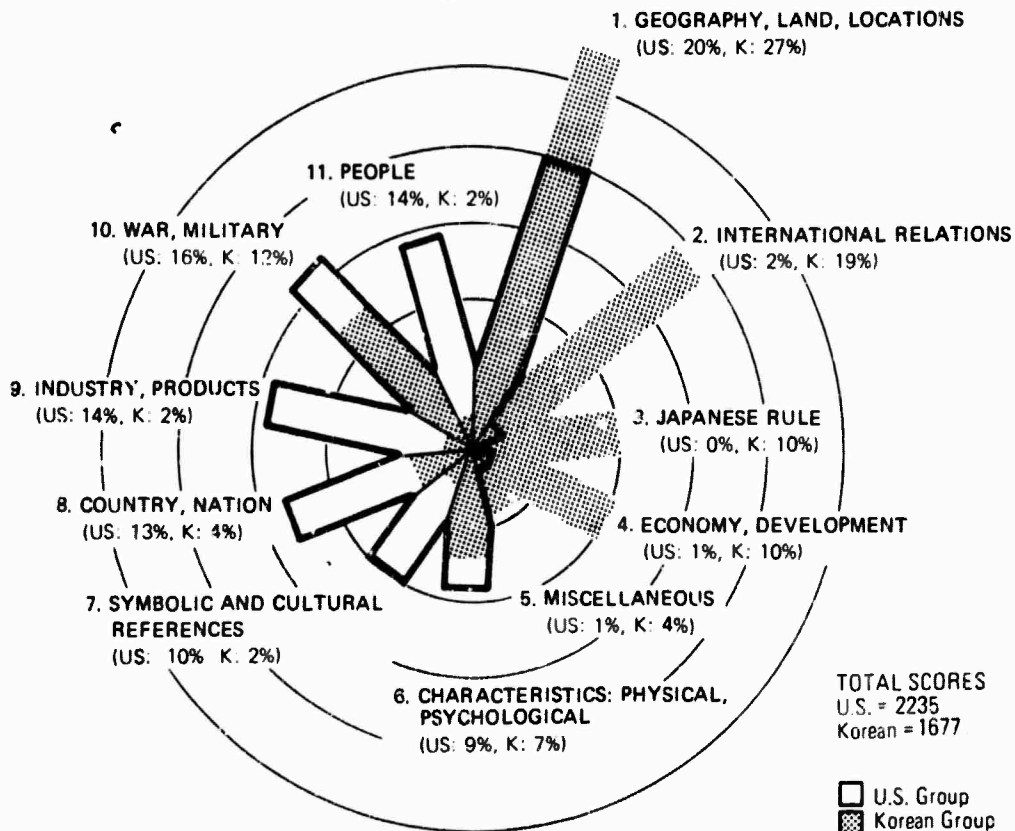 1. GEOGRAPHY, LAND, LOCATIONS
(US: 20%, K: 27%)
11. PEOPLE
(US: 14%, K: 2%)
10. WAR, MILITARY
(US: 16%, K:
2. INTERNATIONAL RELATIONS
(US: 2%, K: 19%)
9. INDUSTRY, PRODUCTS
(US: 14%, K: 2%)
3. JAPANESE RULE
(US: 0%, K: 10%)
8. COUNTRY, NATION
(US: 13%, K: 4%)
4. ECONOMY, DEVELOPMENT
(US: 1%, K: 10%)
7. SYMBOLIC AND CULTURAL
REFERENCES
(US: 10% K: 2%)
5. MISCELLANEOUS
(US: 1%, K: 4%)
6. CHARACTERISTICS: PHYSICAL,
PSYCHOLOGICAL
(US: 9%, K: 7%)
TOTAL SCORES
U.S. = 2235
Korean = 1677
U.S. Group
Korean Group